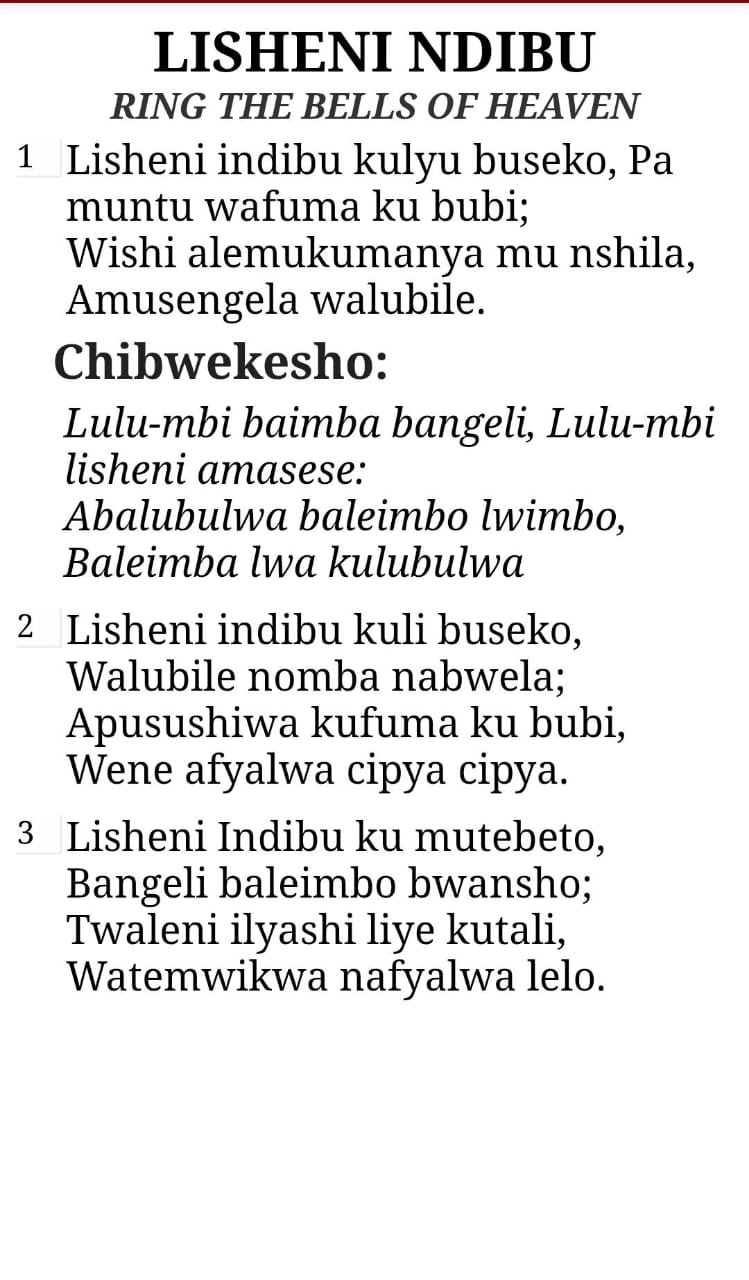 LISHENI NDIBU
RING THE BELLS OF HEAVEN
1 Lisheni indibu kulyu buseko, Pa
muntu wafuma ku bubi;
Wishi alemukumanya mu nshila,
Amusengela walubile.
Chibwekesho:
Lulu-mbi baimba bangeli, Lulu-mbi
lisheni amasese:
Abalubulwa baleimbo lwimbo,
Baleimba lwa kulubulwa
2 Lisheni indibu kuli buseko,
Walubile nomba nabwela;
Apusushiwa kufuma ku bubi,
Wene afyalwa cipya cipya.
3 Lisheni Indibu ku mutebeto,
Bangeli baleimbo bwansho;
Twaleni ilyashi liye kutali,
Watemwikwa nafyalwa lelo.